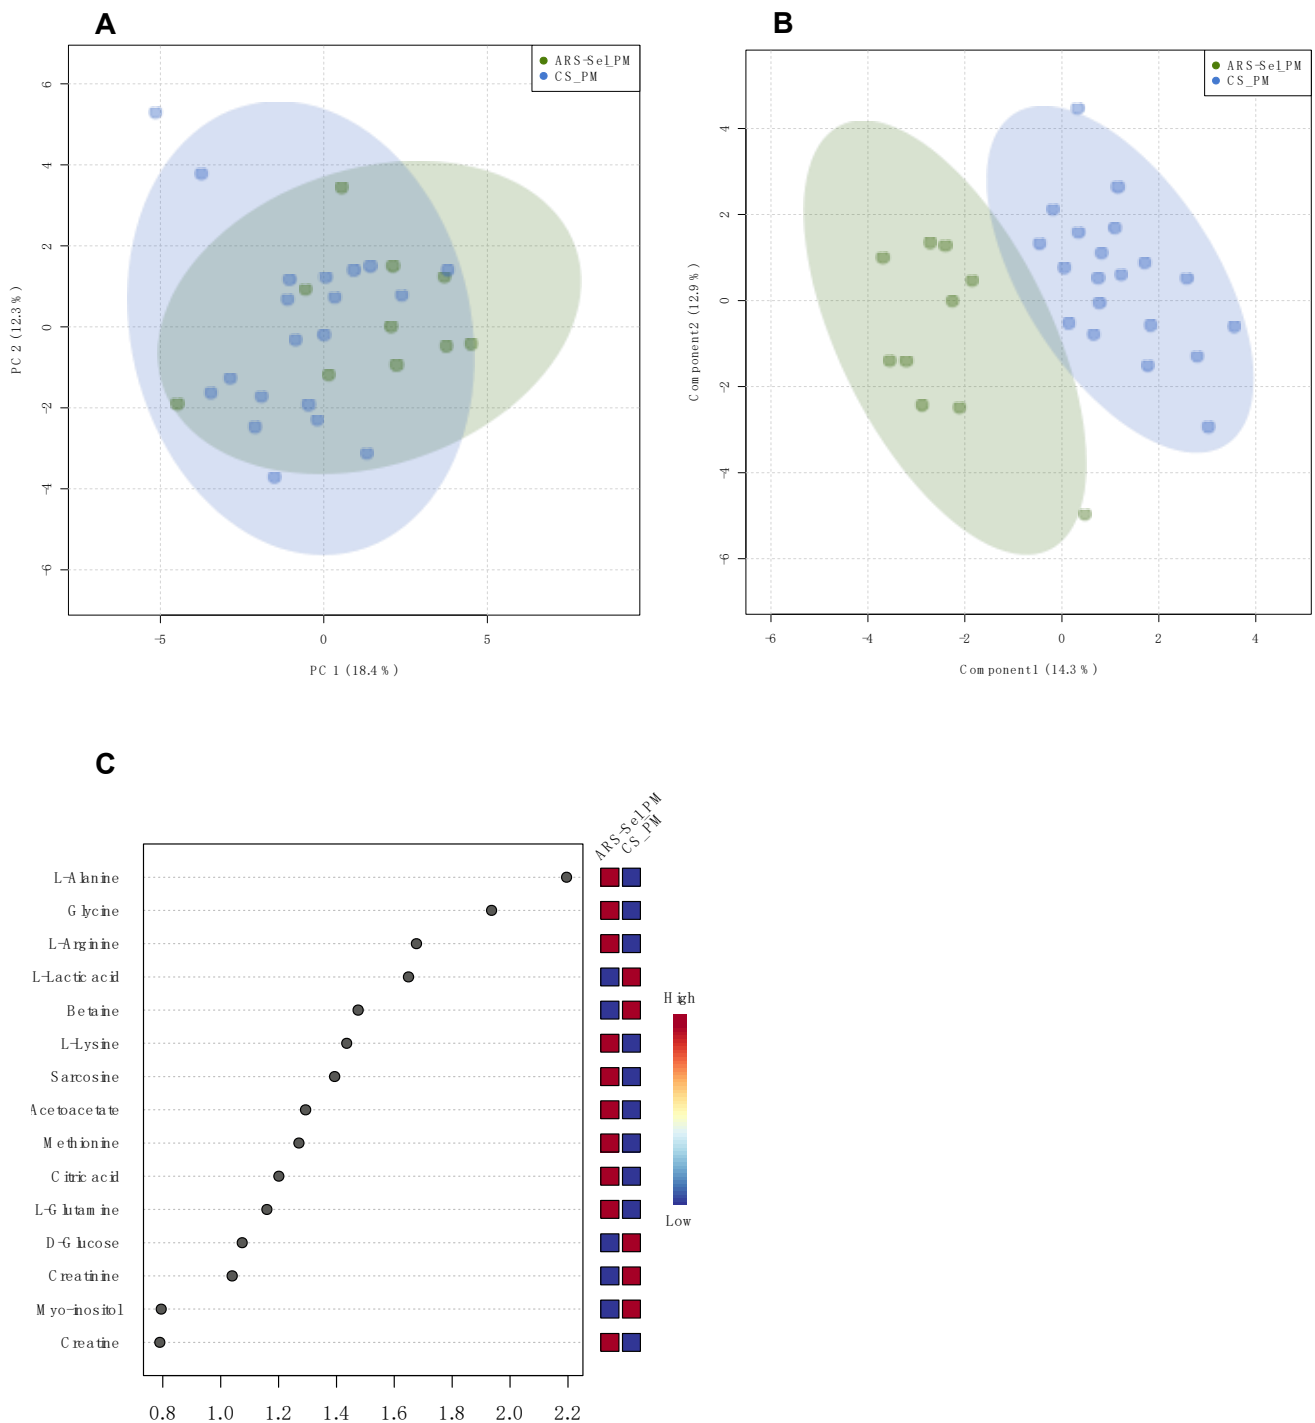 A
ARS-Sel_PM
CS_PM
6
4
2
0
-2
-4
-6
PC 2 (12.3%)
-5
0
5
PC 1 (18.4%)
B
ARS-Sel_PM
CS_PM
4
2
0
-2
-4
-6
Component 2 (12.9%)
-6
-4
-2
0
2
4
Component 1 (14.3%)
C
ARS-Sel_PM
CS_PM
L-Alanine
Glycine
L-Arginine
L-Lactic acid
Betaine
L-Lysine
Sarcosine
Acetoacetate
Methionine
Citric acid
L-Glutamine
D-Glucose
Creatinine
Myo-inositol
Creatine
High
Low
0.8
1.0
1.2
1.4
1.6
1.8
2.0
2.2